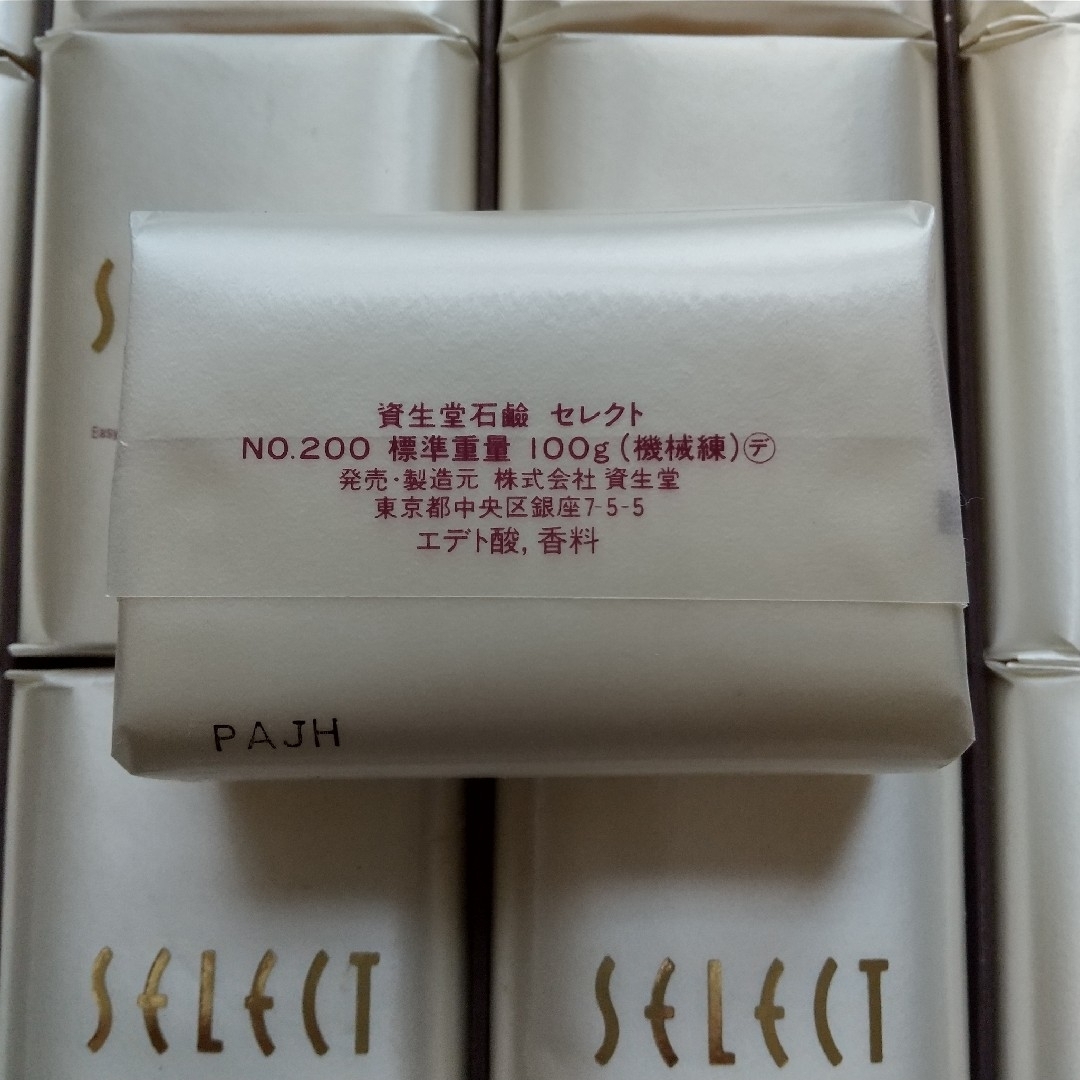 S
Easy
資生堂石鹼 セレクト
NO.200 標準重量 100g (機械練)㋢
発売・製造元 株式会社 資生堂
東京都中央区銀座7-5-5
エデト酸, 香料
PAJH
SELECT SELECT